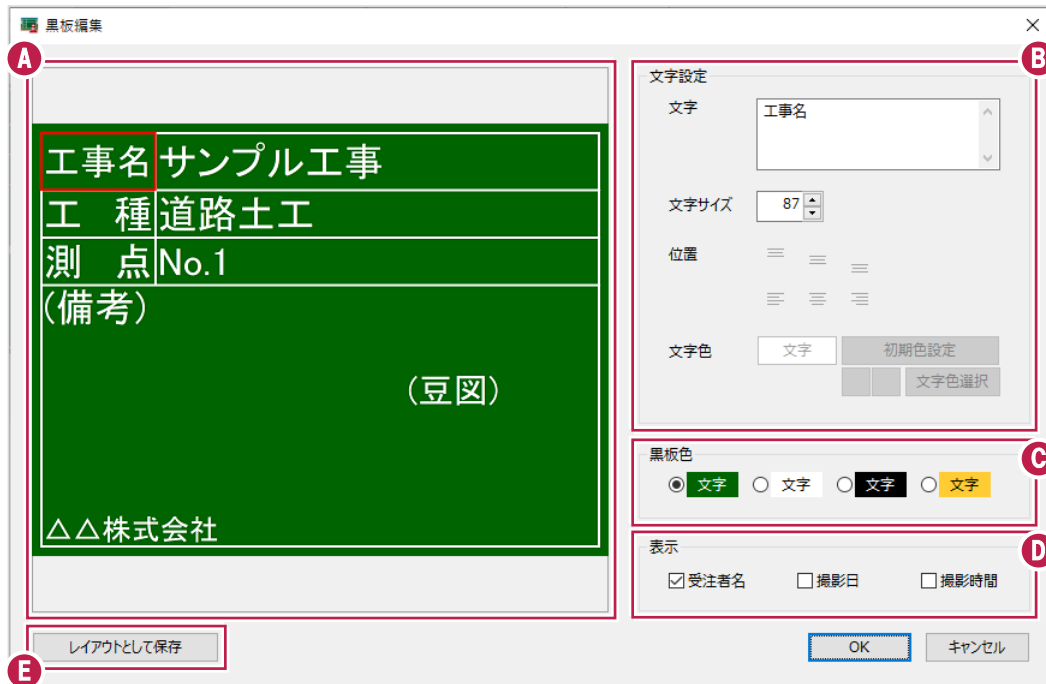 黒板編集
A
工事名 サンプル工事
工　種 道路土工
測　点 No.1
(備考)
(豆図)
△△株式会社
B
文字設定
文字 工事名
文字サイズ 87
位置
文字色 文字 初期色設定
文字色選択
C
黒板色
文字 文字 文字 文字
D
表示
受注者名 撮影日 撮影時間
E
レイアウトとして保存
OK キャンセル